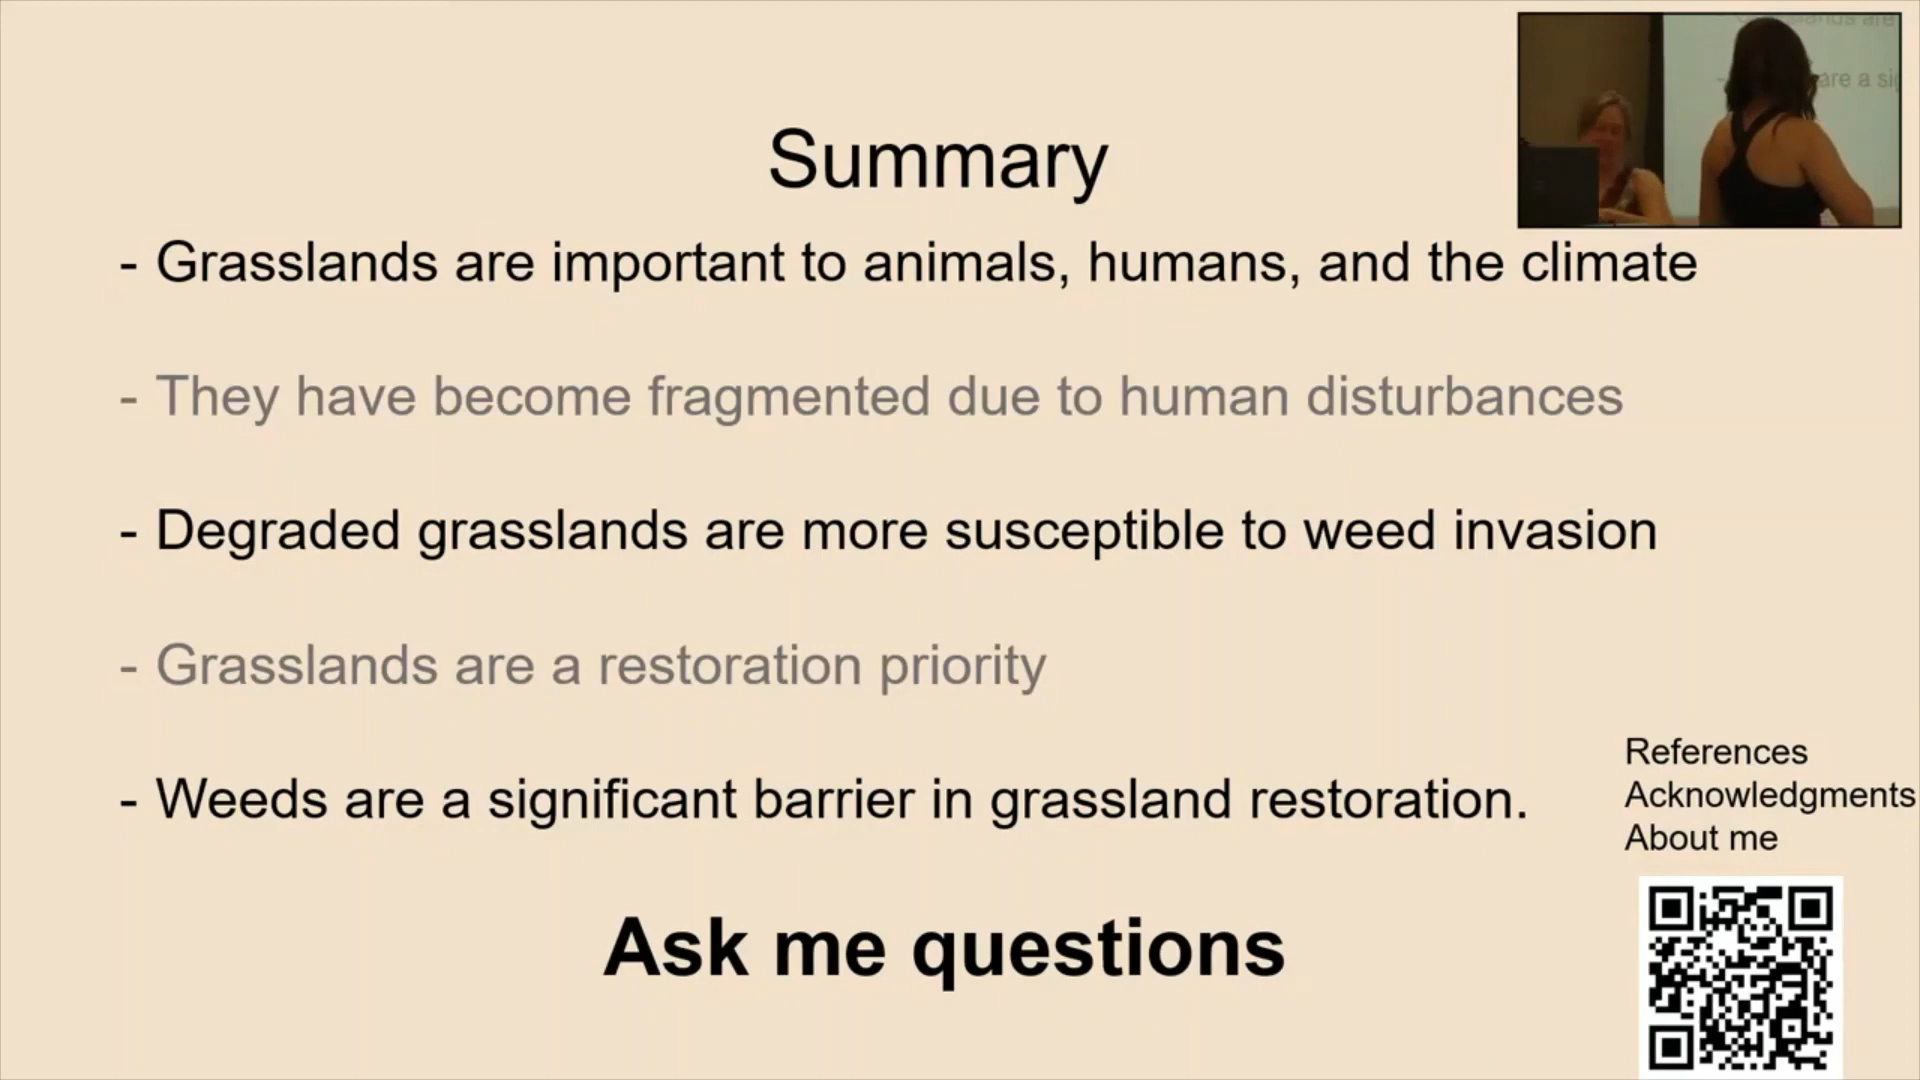 Summary
- Grasslands are important to animals, humans, and the climate
- They have become fragmented due to human disturbances
- Degraded grasslands are more susceptible to weed invasion
- Grasslands are a restoration priority
- Weeds are a significant barrier in grassland restoration.
References
Acknowledgments
About me
Ask me questions